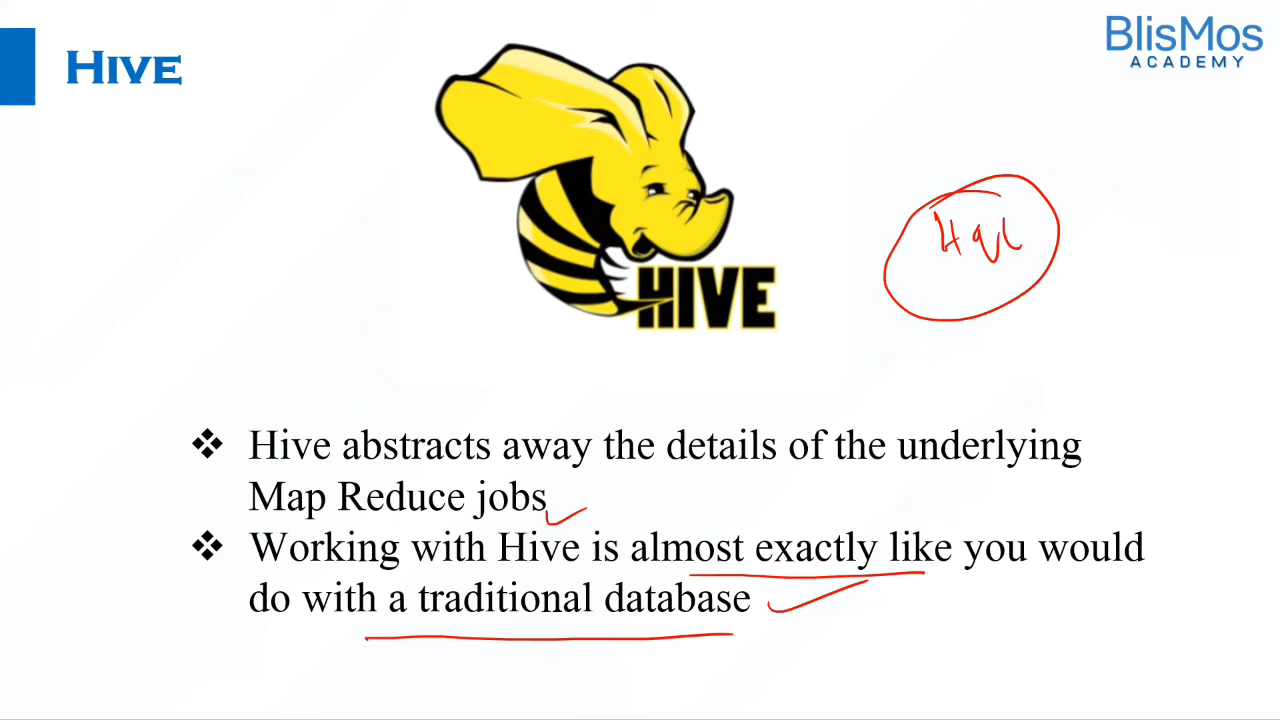 HIVE
BlisMos
ACADEMY
HIVE
Hql
❖ Hive abstracts away the details of the underlying
Map Reduce jobs
❖ Working with Hive is almost exactly like you would
do with a traditional database